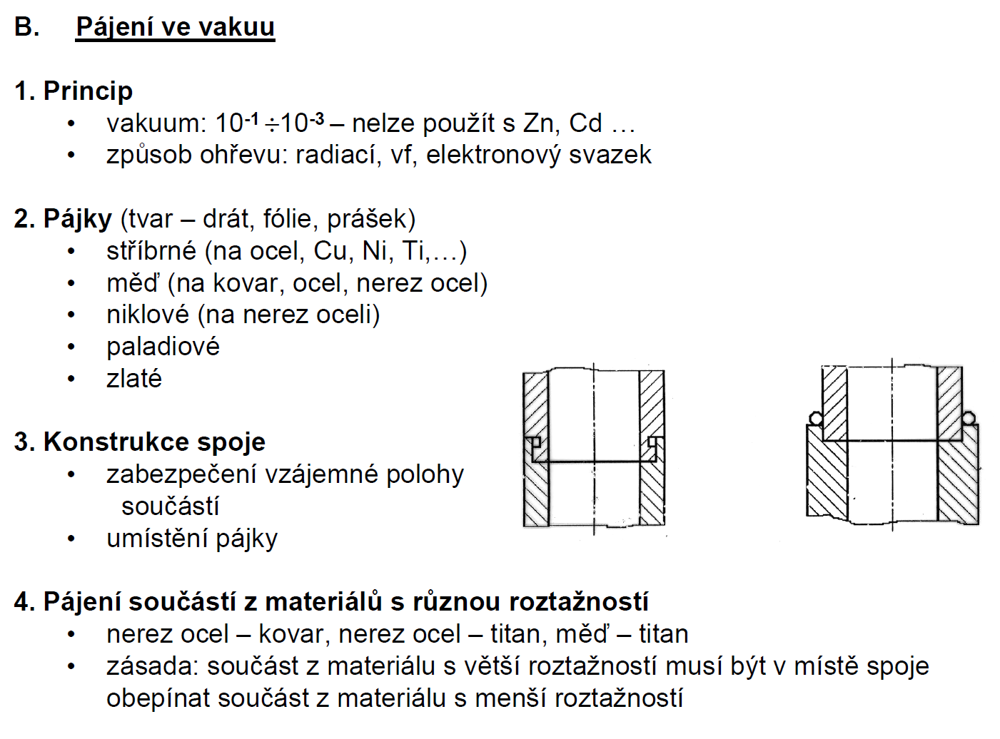 B. Pájení ve vakuu
1. Princip
• vakuum: 10⁻¹ ÷10⁻³ – nelze použít s Zn, Cd …
• způsob ohřevu: radiací, vf, elektronový svazek
2. Pájky (tvar – drát, fólie, prášek)
• stříbrné (na ocel, Cu, Ni, Ti,…)
• měď (na kovar, ocel, nerez ocel)
• niklové (na nerez oceli)
• paladiové
• zlaté
3. Konstrukce spoje
• zabezpečení vzájemné polohy
součástí
• umístění pájky
4. Pájení součástí z materiálů s různou roztažností
• nerez ocel – kovar, nerez ocel – titan, měď – titan
• zásada: součást z materiálu s větší roztažností musí být v místě spoje
obepínat součást z materiálu s menší roztažností